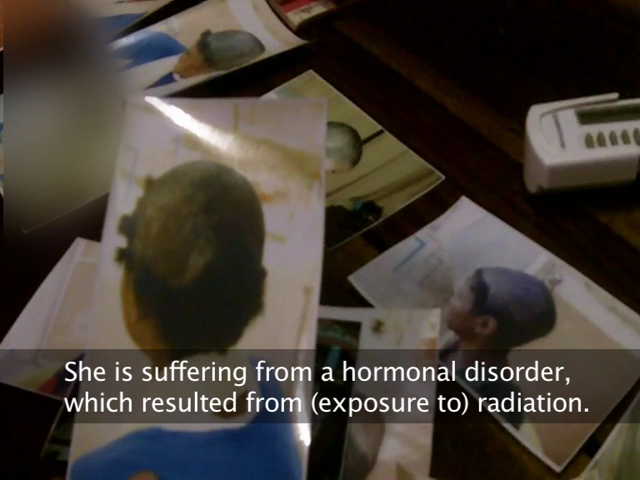 She is suffering from a hormonal disorder,
which resulted from (exposure to) radiation.